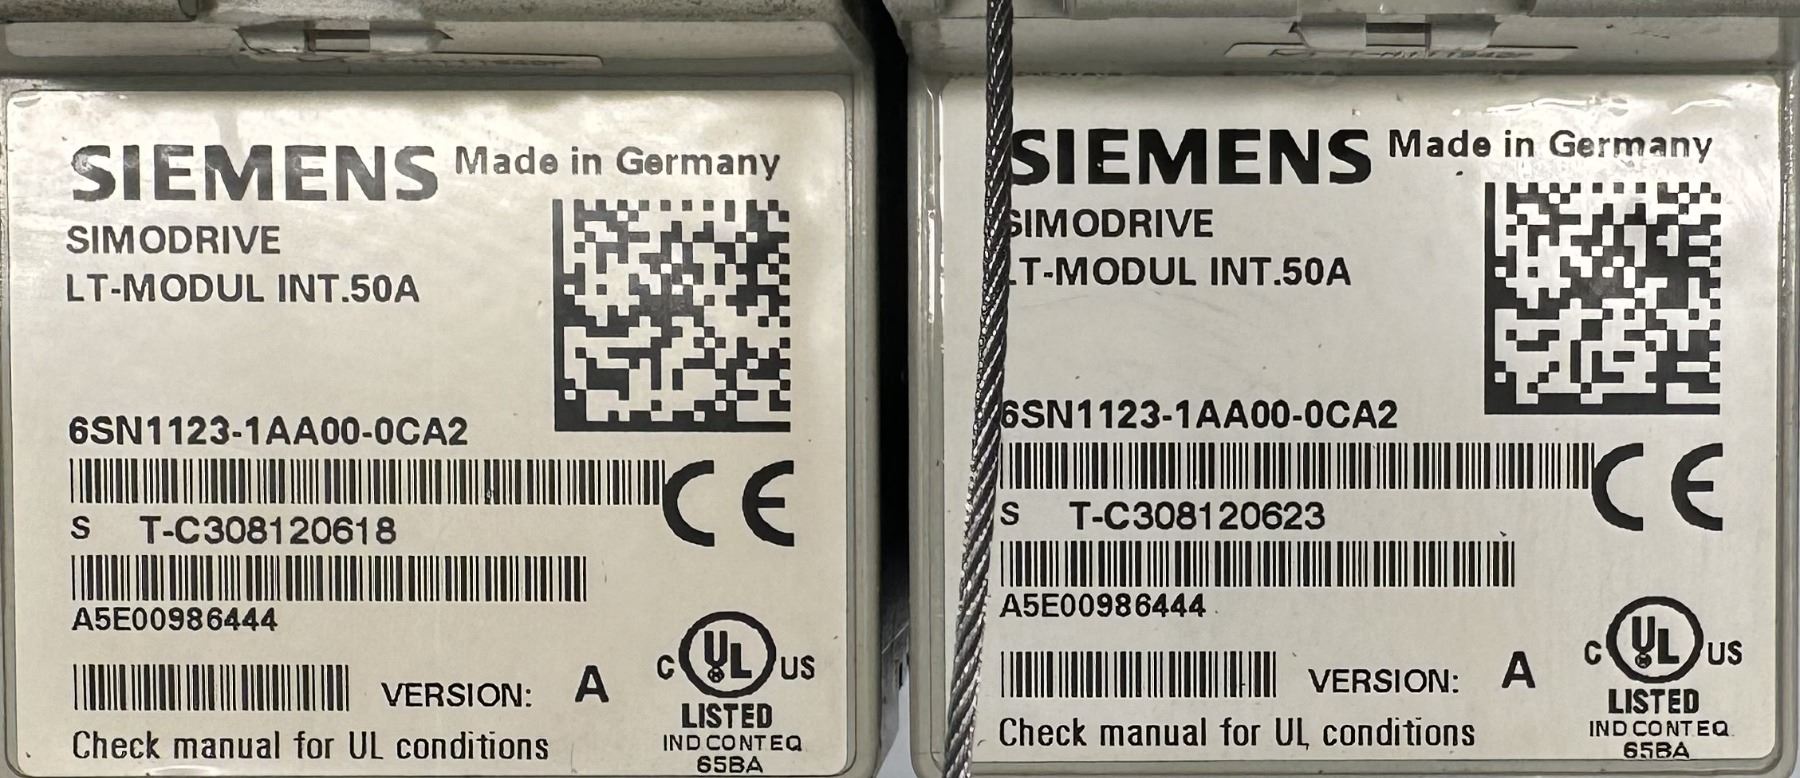 SIEMENS Made in Germany
SIMODRIVE
LT-MODUL INT.50A
6SN1123-1AA00-0CA2
S T-C308120618
A5E00986444
VERSION: A
C UL US
LISTED
IND CONT EQ
65BA
Check manual for UL conditions
SIEMENS Made in Germany
SIMODRIVE
LT-MODUL INT.50A
6SN1123-1AA00-0CA2
S T-C308120623
A5E00986444
VERSION: A
C UL US
LISTED
IND CONT EQ
65BA
Check manual for UL conditions